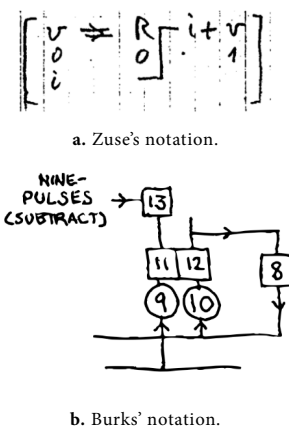 v ⇒ R i + v
0 0 · 1
i
a. Zuse's notation.
NINE-
PULSES
(SUBTRACT)
13
11 12
8
9 10
b. Burks' notation.